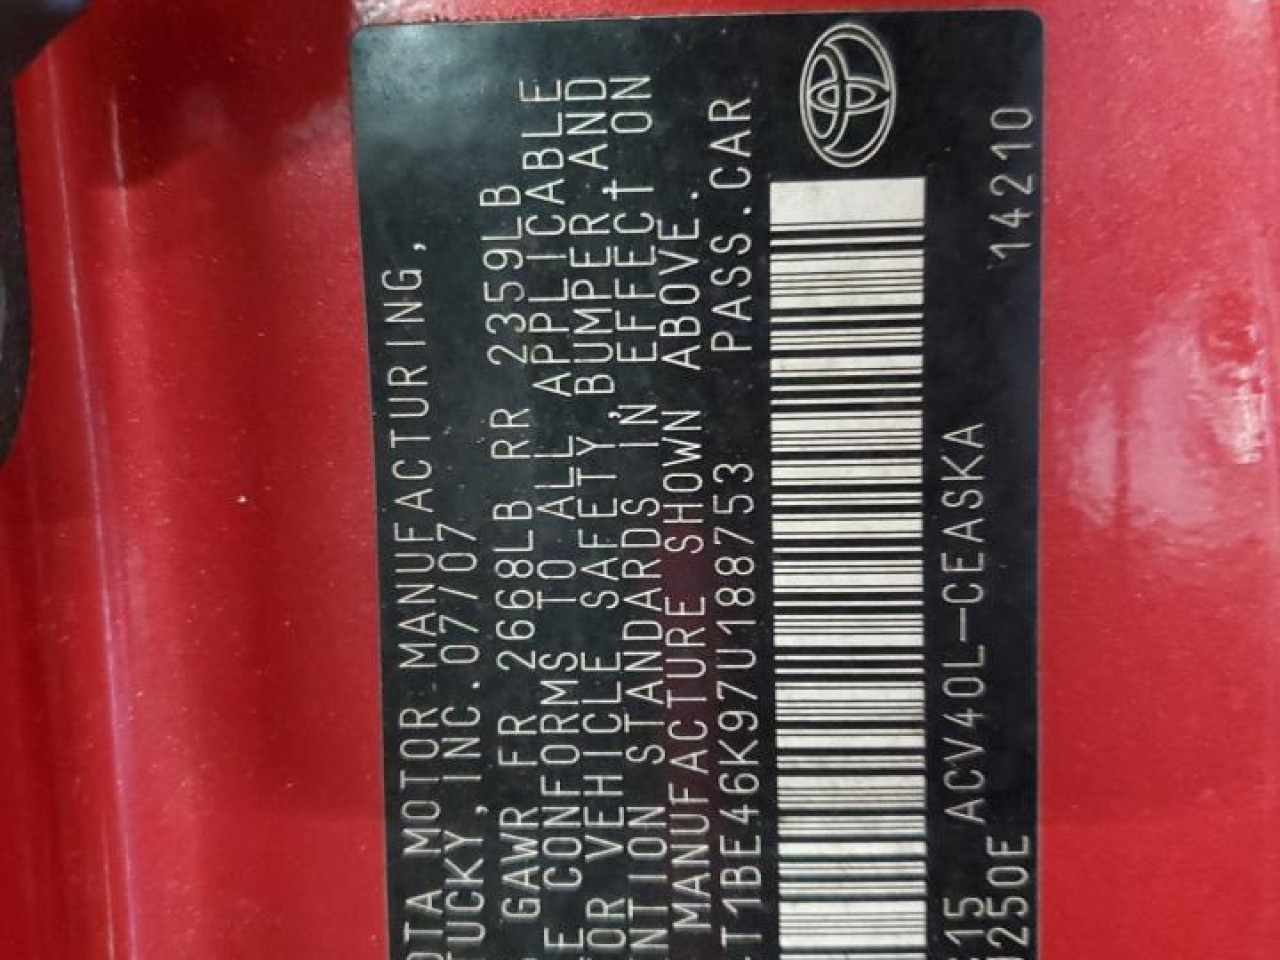 OTA MOTOR MANUFACTURING,
TUCKY, INC. 07/07
GAWR FR 2668LB RR 2359LB
E CONFORMS TO ALL APPLICABLE
OR VEHICLE SAFETY, BUMPER, AND
NTION STANDARDS IN EFFECT ON
MANUFACTURE SHOWN ABOVE.
T1BE46K97U188753 PASS.CAR
15 ACV40L-CEASKA 14210
250E